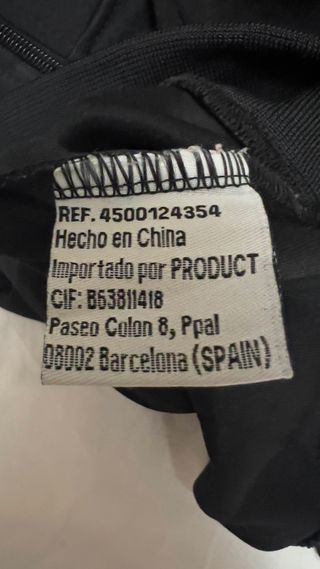 REF. 4500124354
Hecho en China
Importado por PRODUCT
CIF: B63811418
Paseo Colon 8, Ppal
08002 Barcelona (SPAIN)